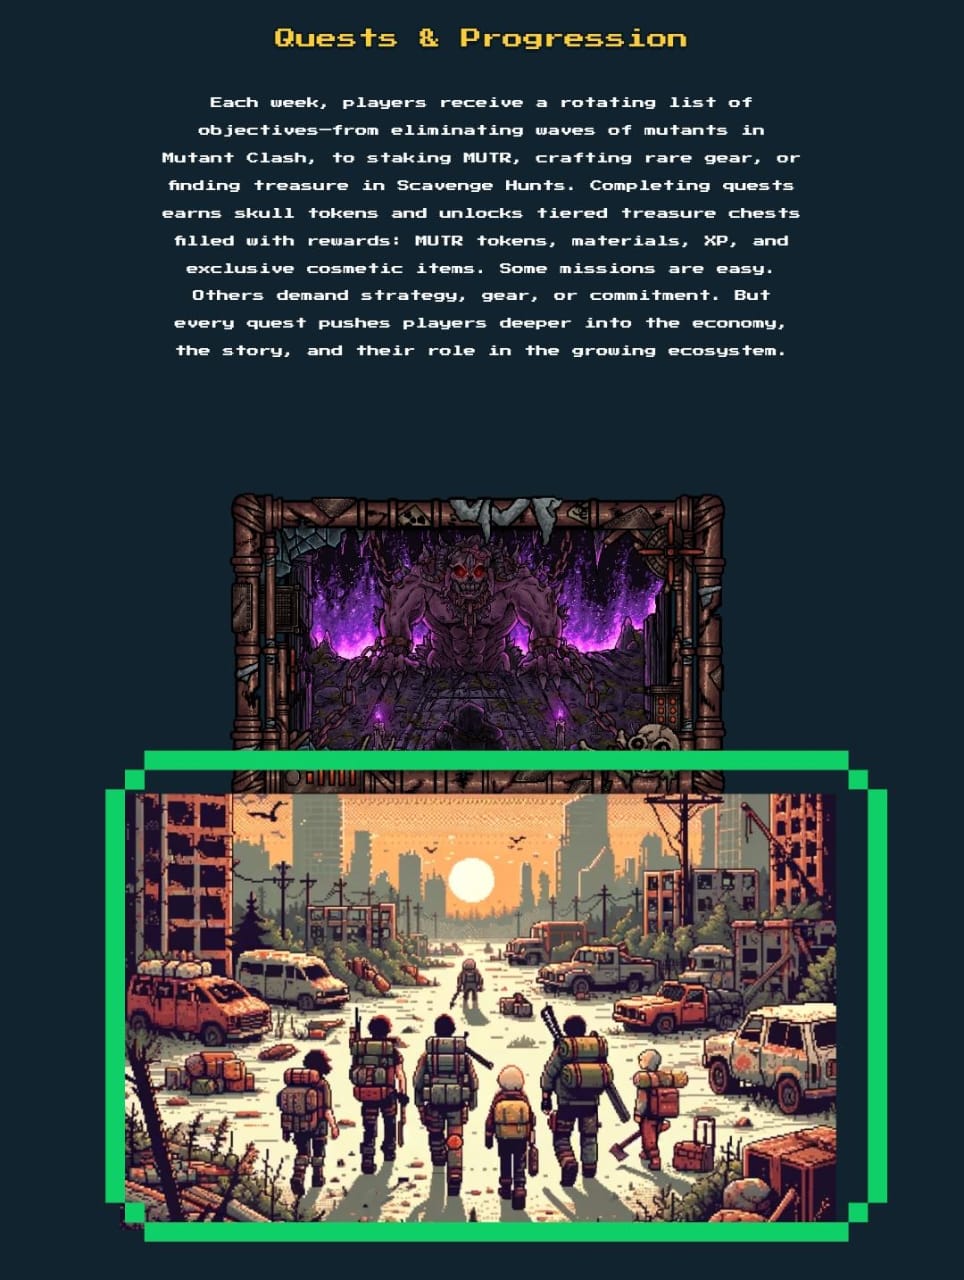 Quests & Progression
Each week, players receive a rotating list of
objectives—from eliminating waves of mutants in
Mutant Clash, to staking MUTR, crafting rare gear, or
finding treasure in Scavenge Hunts. Completing quests
earns skull tokens and unlocks tiered treasure chests
filled with rewards: MUTR tokens, materials, XP, and
exclusive cosmetic items. Some missions are easy.
Others demand strategy, gear, or commitment. But
every quest pushes players deeper into the economy,
the story, and their role in the growing ecosystem.